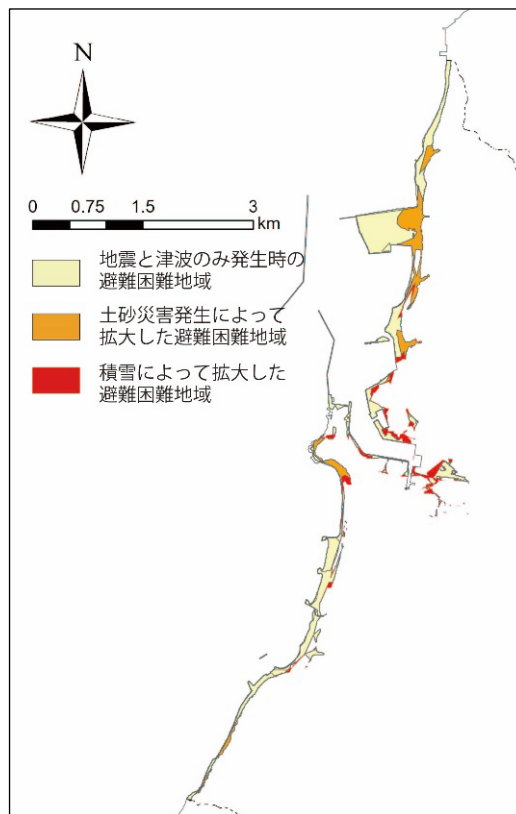 N
0 0.75 1.5 3
km
地震と津波のみ発生時の
避難困難地域
土砂災害発生によって
拡大した避難困難地域
積雪によって拡大した
避難困難地域